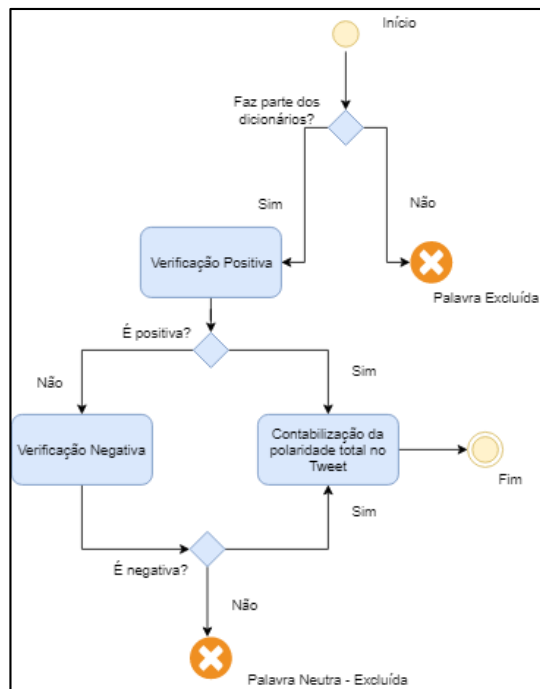 Início
Faz parte dos
dicionários?
Sim
Não
Verificação Positiva
Palavra Excluída
É positiva?
Não
Sim
Verificação Negativa
Contabilização da
polaridade total no
Tweet
Fim
Sim
É negativa?
Não
Palavra Neutra - Excluída